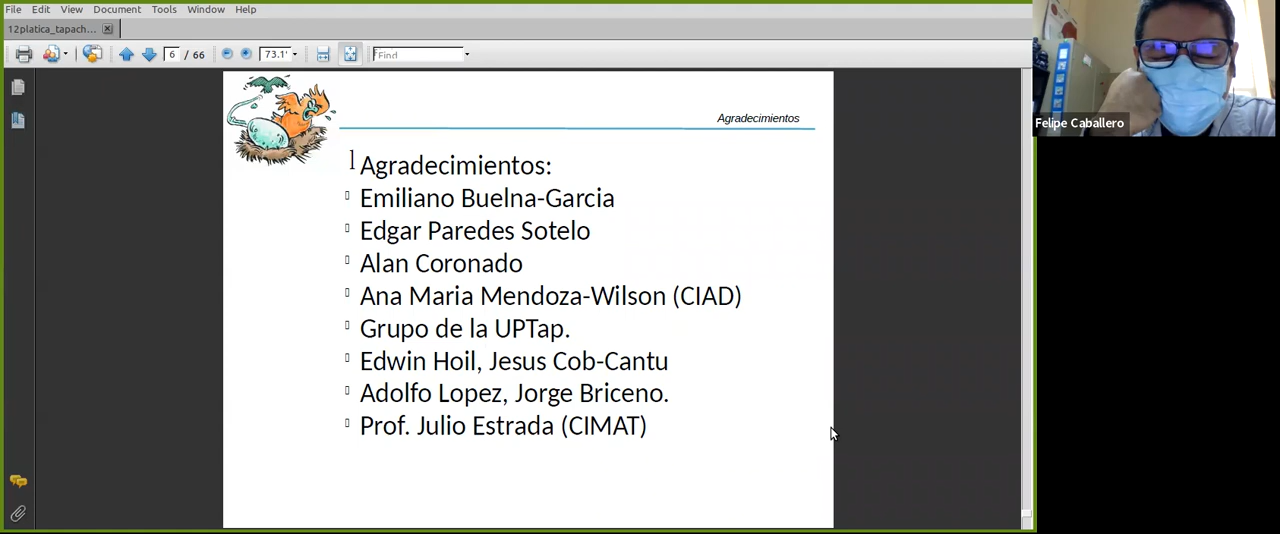 File Edit View Document Tools Window Help
12platica_tapach...
6 / 66 73.1 Find
Agradecimientos
Agradecimientos:
Emiliano Buelna-Garcia
Edgar Paredes Sotelo
Alan Coronado
Ana Maria Mendoza-Wilson (CIAD)
Grupo de la UPTap.
Edwin Hoil, Jesus Cob-Cantu
Adolfo Lopez, Jorge Briceno.
Prof. Julio Estrada (CIMAT)
Felipe Caballero